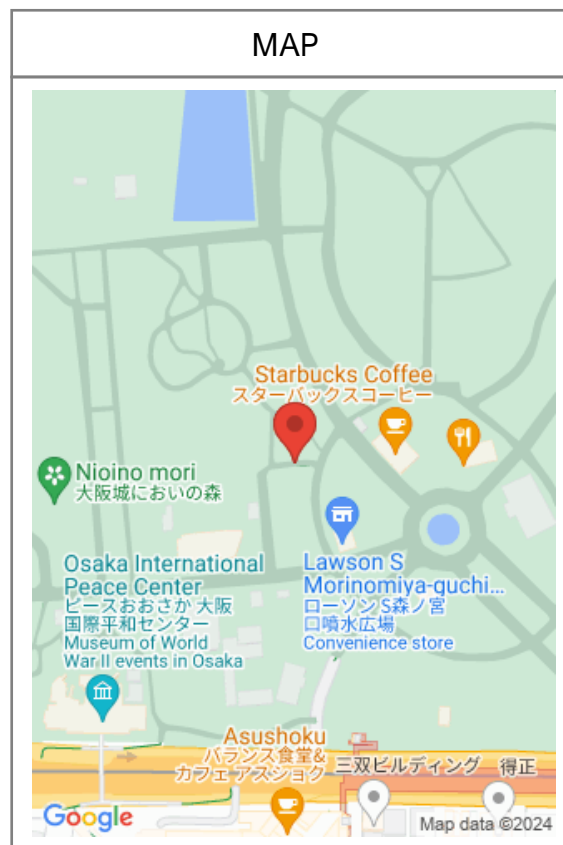 MAP
Starbucks Coffee
スターバックスコーヒー
Nioino mori
大阪城においの森
Osaka International
Peace Center
ピースおおさか 大阪
国際平和センター
Museum of World
War II events in Osaka
Lawson S
Morinomiya-guchi...
ローソン S森ノ宮
口噴水広場
Convenience store
Asushoku
バランス食堂&
カフェ アスショク
三双ビルディング
得正
Google
Map data ©2024